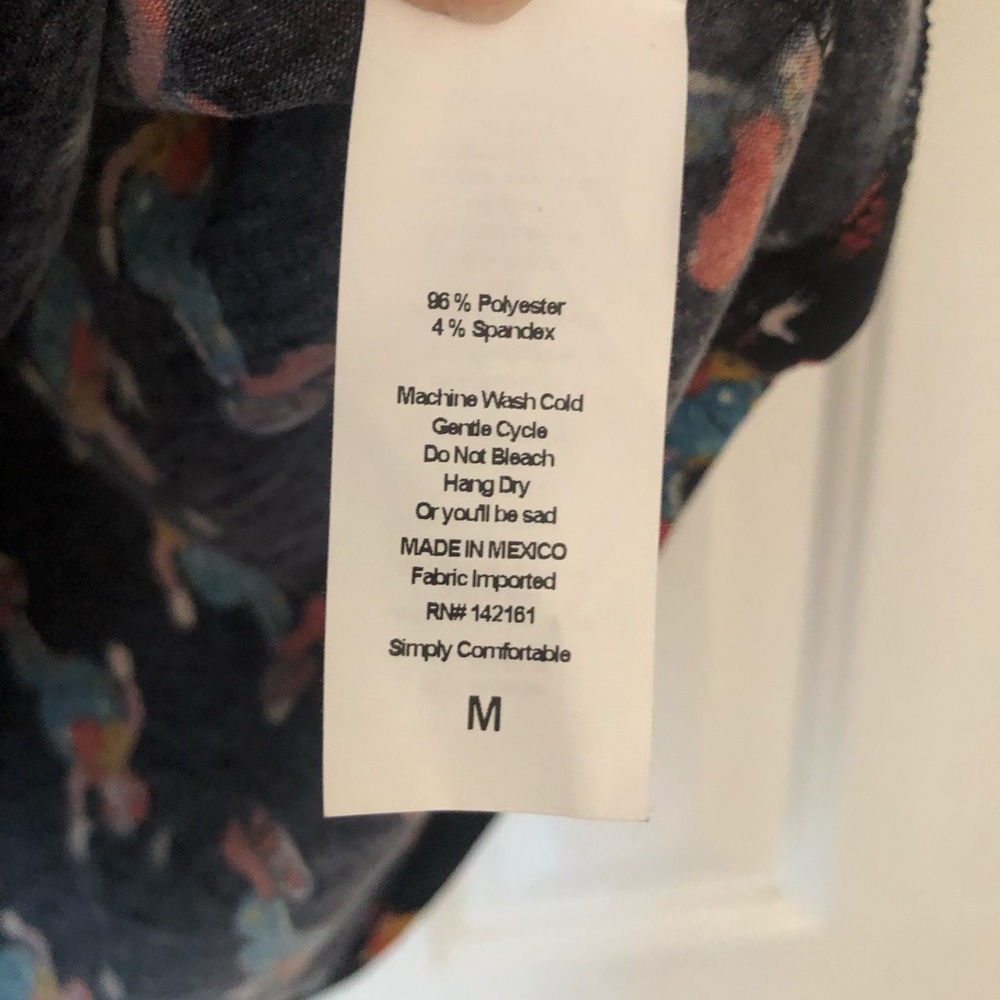 96% Polyester
4% Spandex
Machine Wash Cold
Gentle Cycle
Do Not Bleach
Hang Dry
Or you'll be sad
MADE IN MEXICO
Fabric Imported
RN# 142161
Simply Comfortable
M